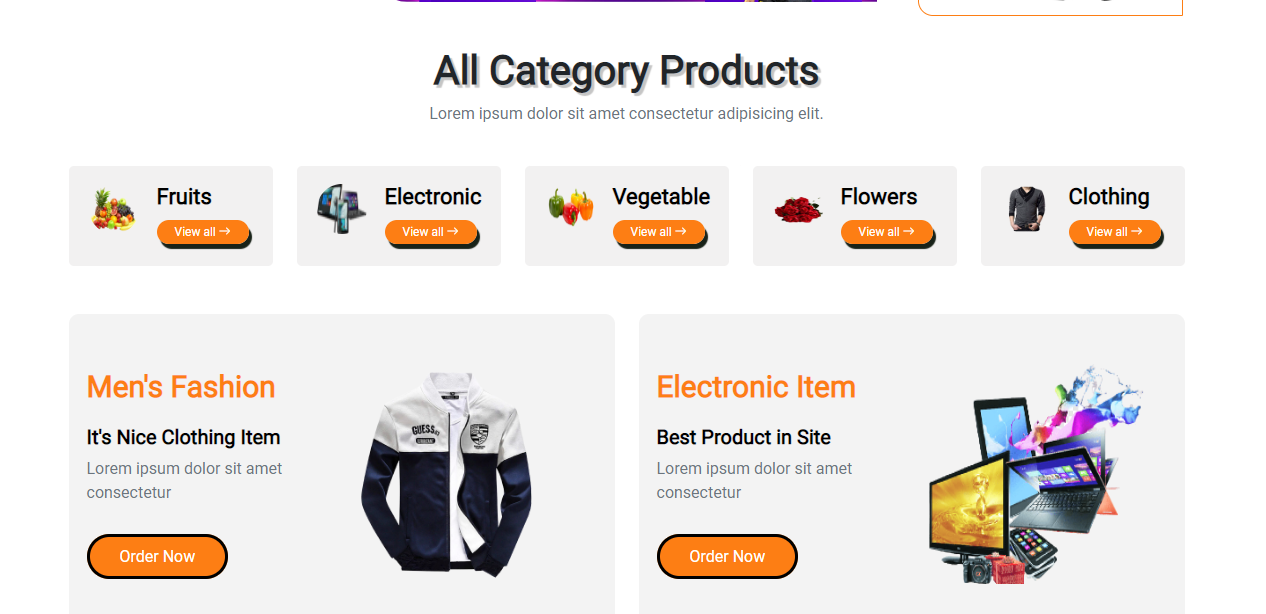 All Category Products
Lorem ipsum dolor sit amet consectetur adipisicing elit.
Fruits
View all →
Electronic
View all →
Vegetable
View all →
Flowers
View all →
Clothing
View all →
Men's Fashion
It's Nice Clothing Item
Lorem ipsum dolor sit amet
consectetur
Order Now
GUESS
Electronic Item
Best Product in Site
Lorem ipsum dolor sit amet
consectetur
Order Now